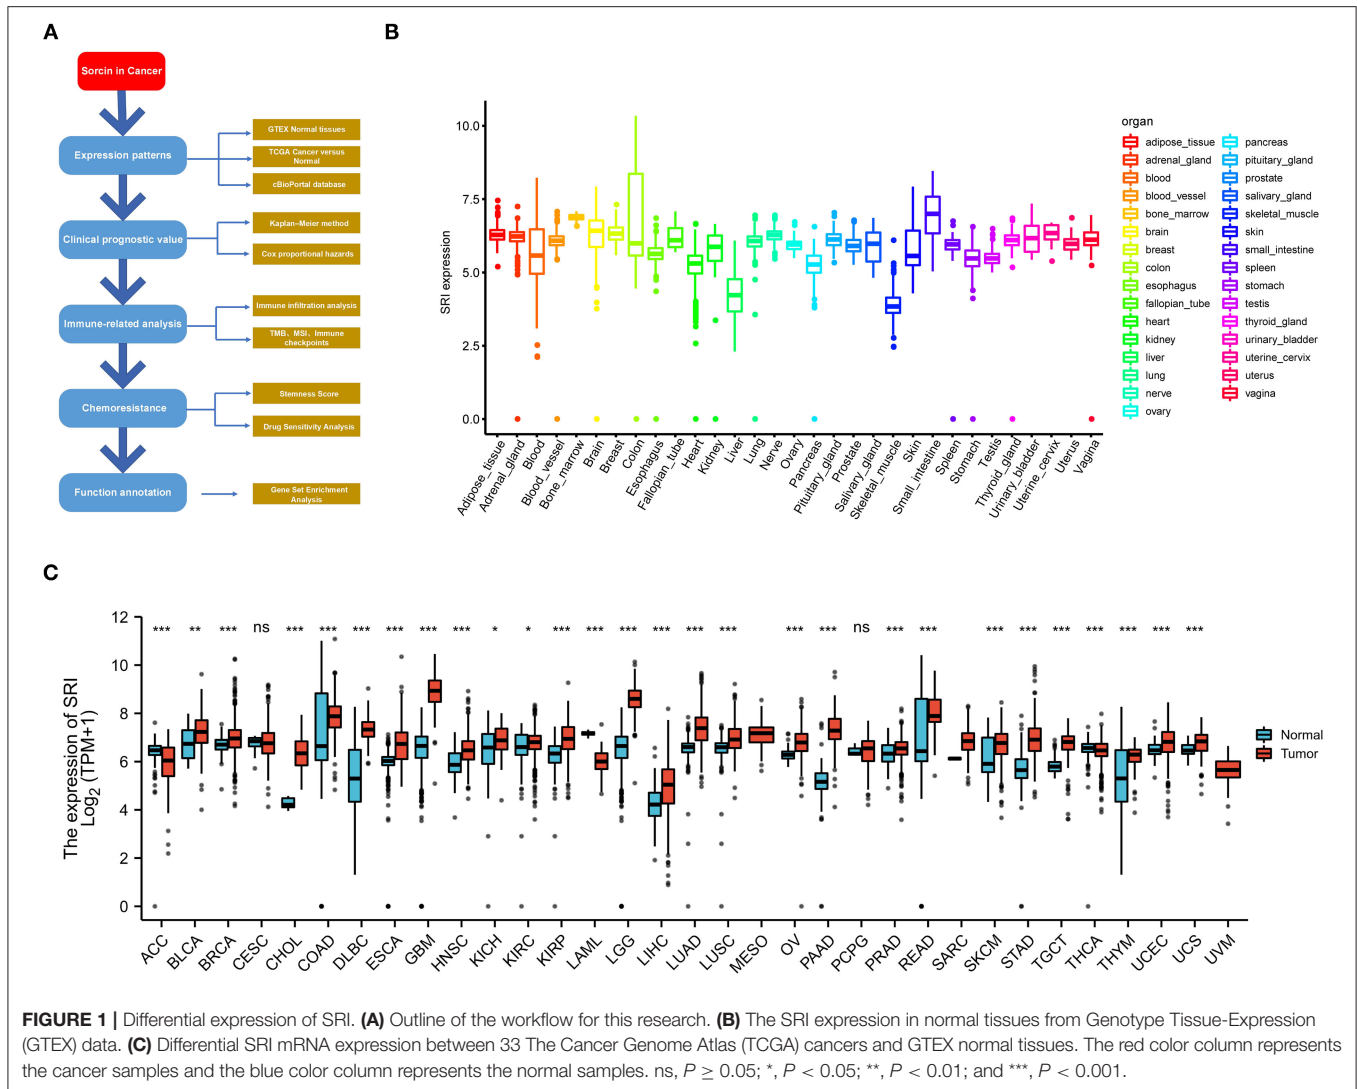 A
Sorcin in Cancer
Expression patterns
GTEX Normal tissues
TCGA Cancer versus
Normal
cBioPortal database
Clinical prognostic value
Kaplan–Meier method
Cox proportional hazards
Immune-related analysis
Immune infiltration analysis
TMB、MSI、Immune
checkpoints
Chemoresistance
Stemness Score
Drug Sensitivity Analysis
Function annotation
Gene Set Enrichment
Analysis
B
SRI expression
10.0
7.5
5.0
2.5
0.0
Adipose_tissue
Adrenal_gland
Blood
Blood_vessel
Bone_marrow
Brain
Breast
Colon
Esophagus
Fallopian_tube
Heart
Kidney
Liver
Lung
Nerve
Ovary
Pancreas
Pituitary_gland
Prostate
Salivary_gland
Skeletal_muscle
Skin
Small_intestine
Spleen
Stomach
Testis
Thyroid_gland
Urinary_bladder
Uterine_cervix
Uterus
Vagina
organ
adipose_tissue
adrenal_gland
blood
blood_vessel
bone_marrow
brain
breast
colon
esophagus
fallopian_tube
heart
kidney
liver
lung
nerve
ovary
pancreas
pituitary_gland
prostate
salivary_gland
skeletal_muscle
skin
small_intestine
spleen
stomach
testis
thyroid_gland
urinary_bladder
uterine_cervix
uterus
vagina
C
The expression of SRI
Log2 (TPM+1)
12
10
8
6
4
2
0
*** ** *** ns *** *** *** *** *** *** * * *** *** *** *** *** *** *** *** ns *** *** *** *** *** *** *** *** ***
ACC
BLCA
BRCA
CESC
CHOL
COAD
DLBC
ESCA
GBM
HNSC
KICH
KIRC
KIRP
LAML
LGG
LIHC
LUAD
LUSC
MESO
OV
PAAD
PCPG
PRAD
READ
SARC
SKCM
STAD
TGCT
THCA
THYM
UCEC
UCS
UVM
Normal
Tumor
FIGURE 1 | Differential expression of SRI. (A) Outline of the workflow for this research. (B) The SRI expression in normal tissues from Genotype Tissue-Expression
(GTEX) data. (C) Differential SRI mRNA expression between 33 The Cancer Genome Atlas (TCGA) cancers and GTEX normal tissues. The red color column represents
the cancer samples and the blue color column represents the normal samples. ns, P ≥ 0.05; *, P < 0.05; **, P < 0.01; and ***, P < 0.001.